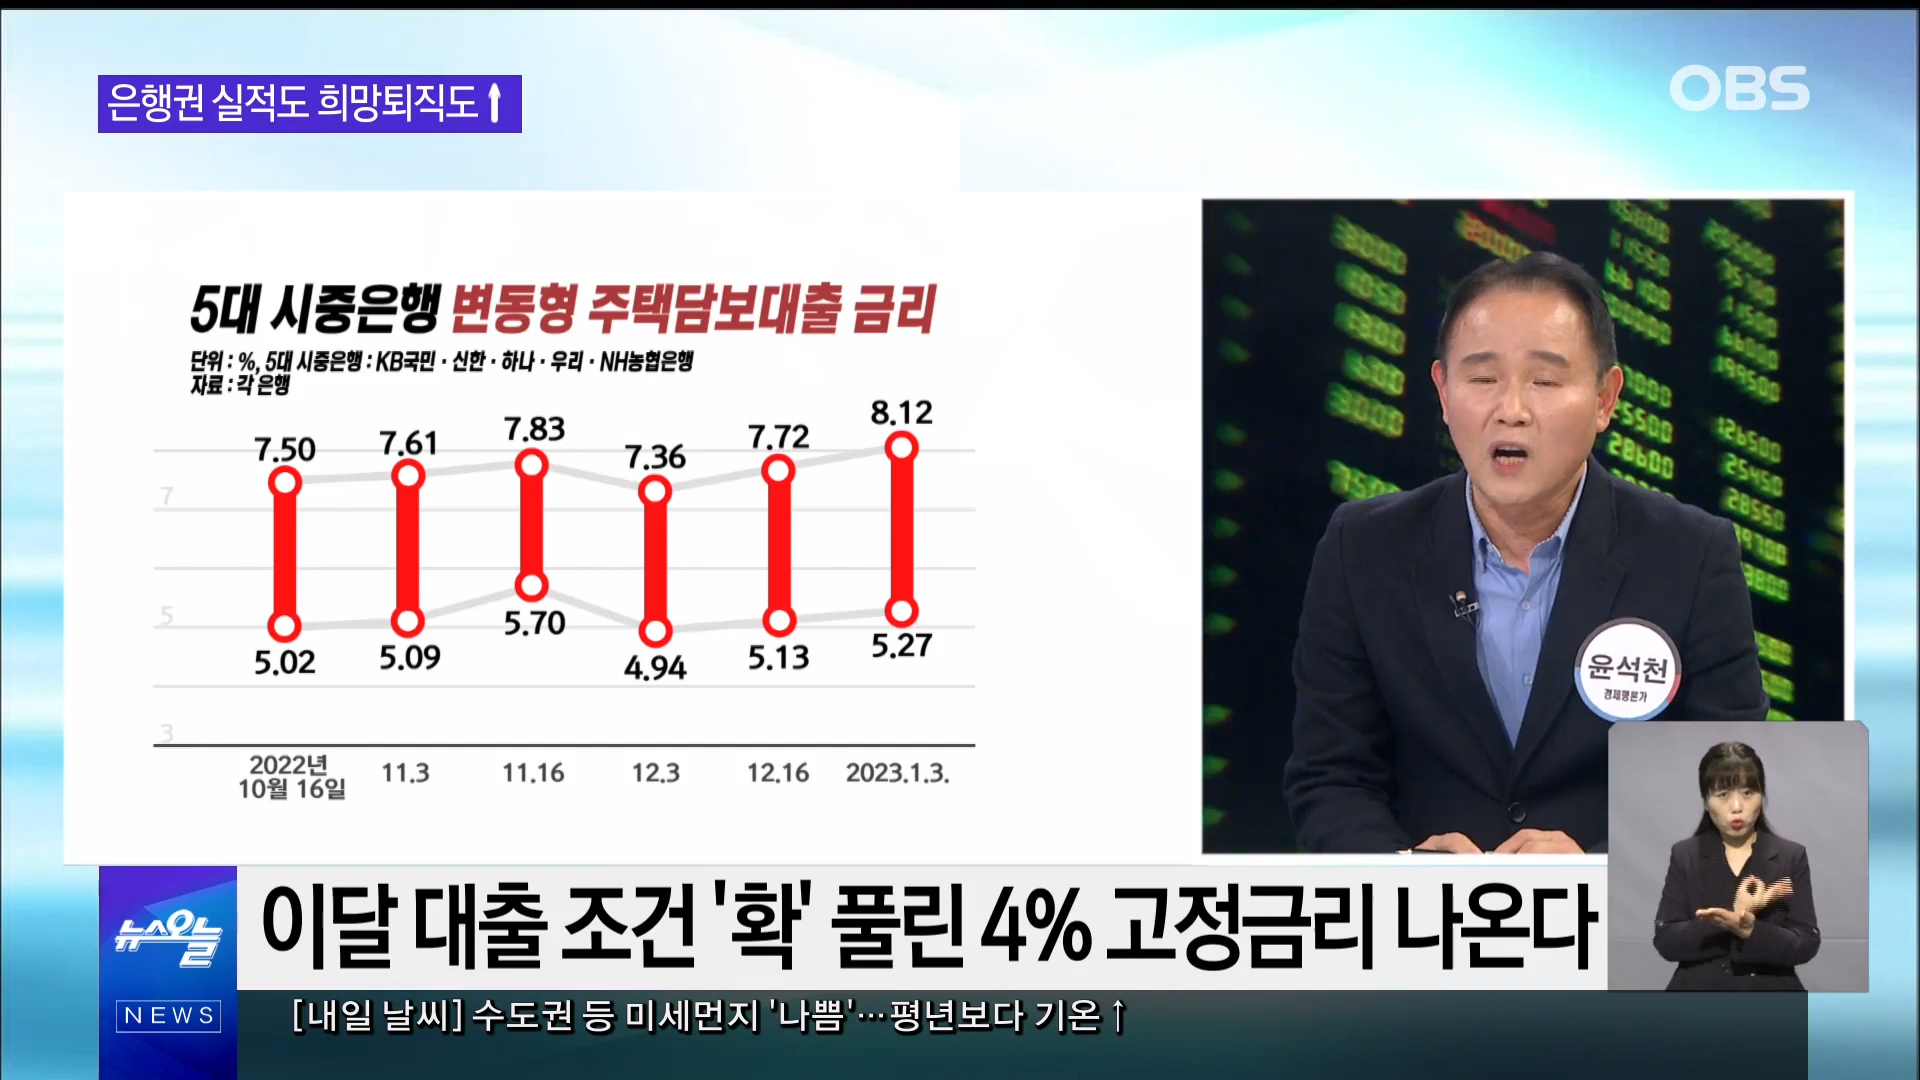 은행권 실적도 희망퇴직도↑
OBS
5대 시중은행 변동형 주택담보대출 금리
단위 : %, 5대 시중은행 : KB국민 · 신한 · 하나 · 우리 · NH농협은행
자료 : 각 은행
7.50 7.61 7.83 7.36 7.72 8.12
7
5
5.02 5.09 5.70 4.94 5.13 5.27
3
2022년
10월 16일 11.3 11.16 12.3 12.16 2023.1.3.
윤석천
경제평론가
뉴스오늘
NEWS
이달 대출 조건 '확' 풀린 4% 고정금리 나온다
[내일 날씨] 수도권 등 미세먼지 '나쁨'…평년보다 기온↑